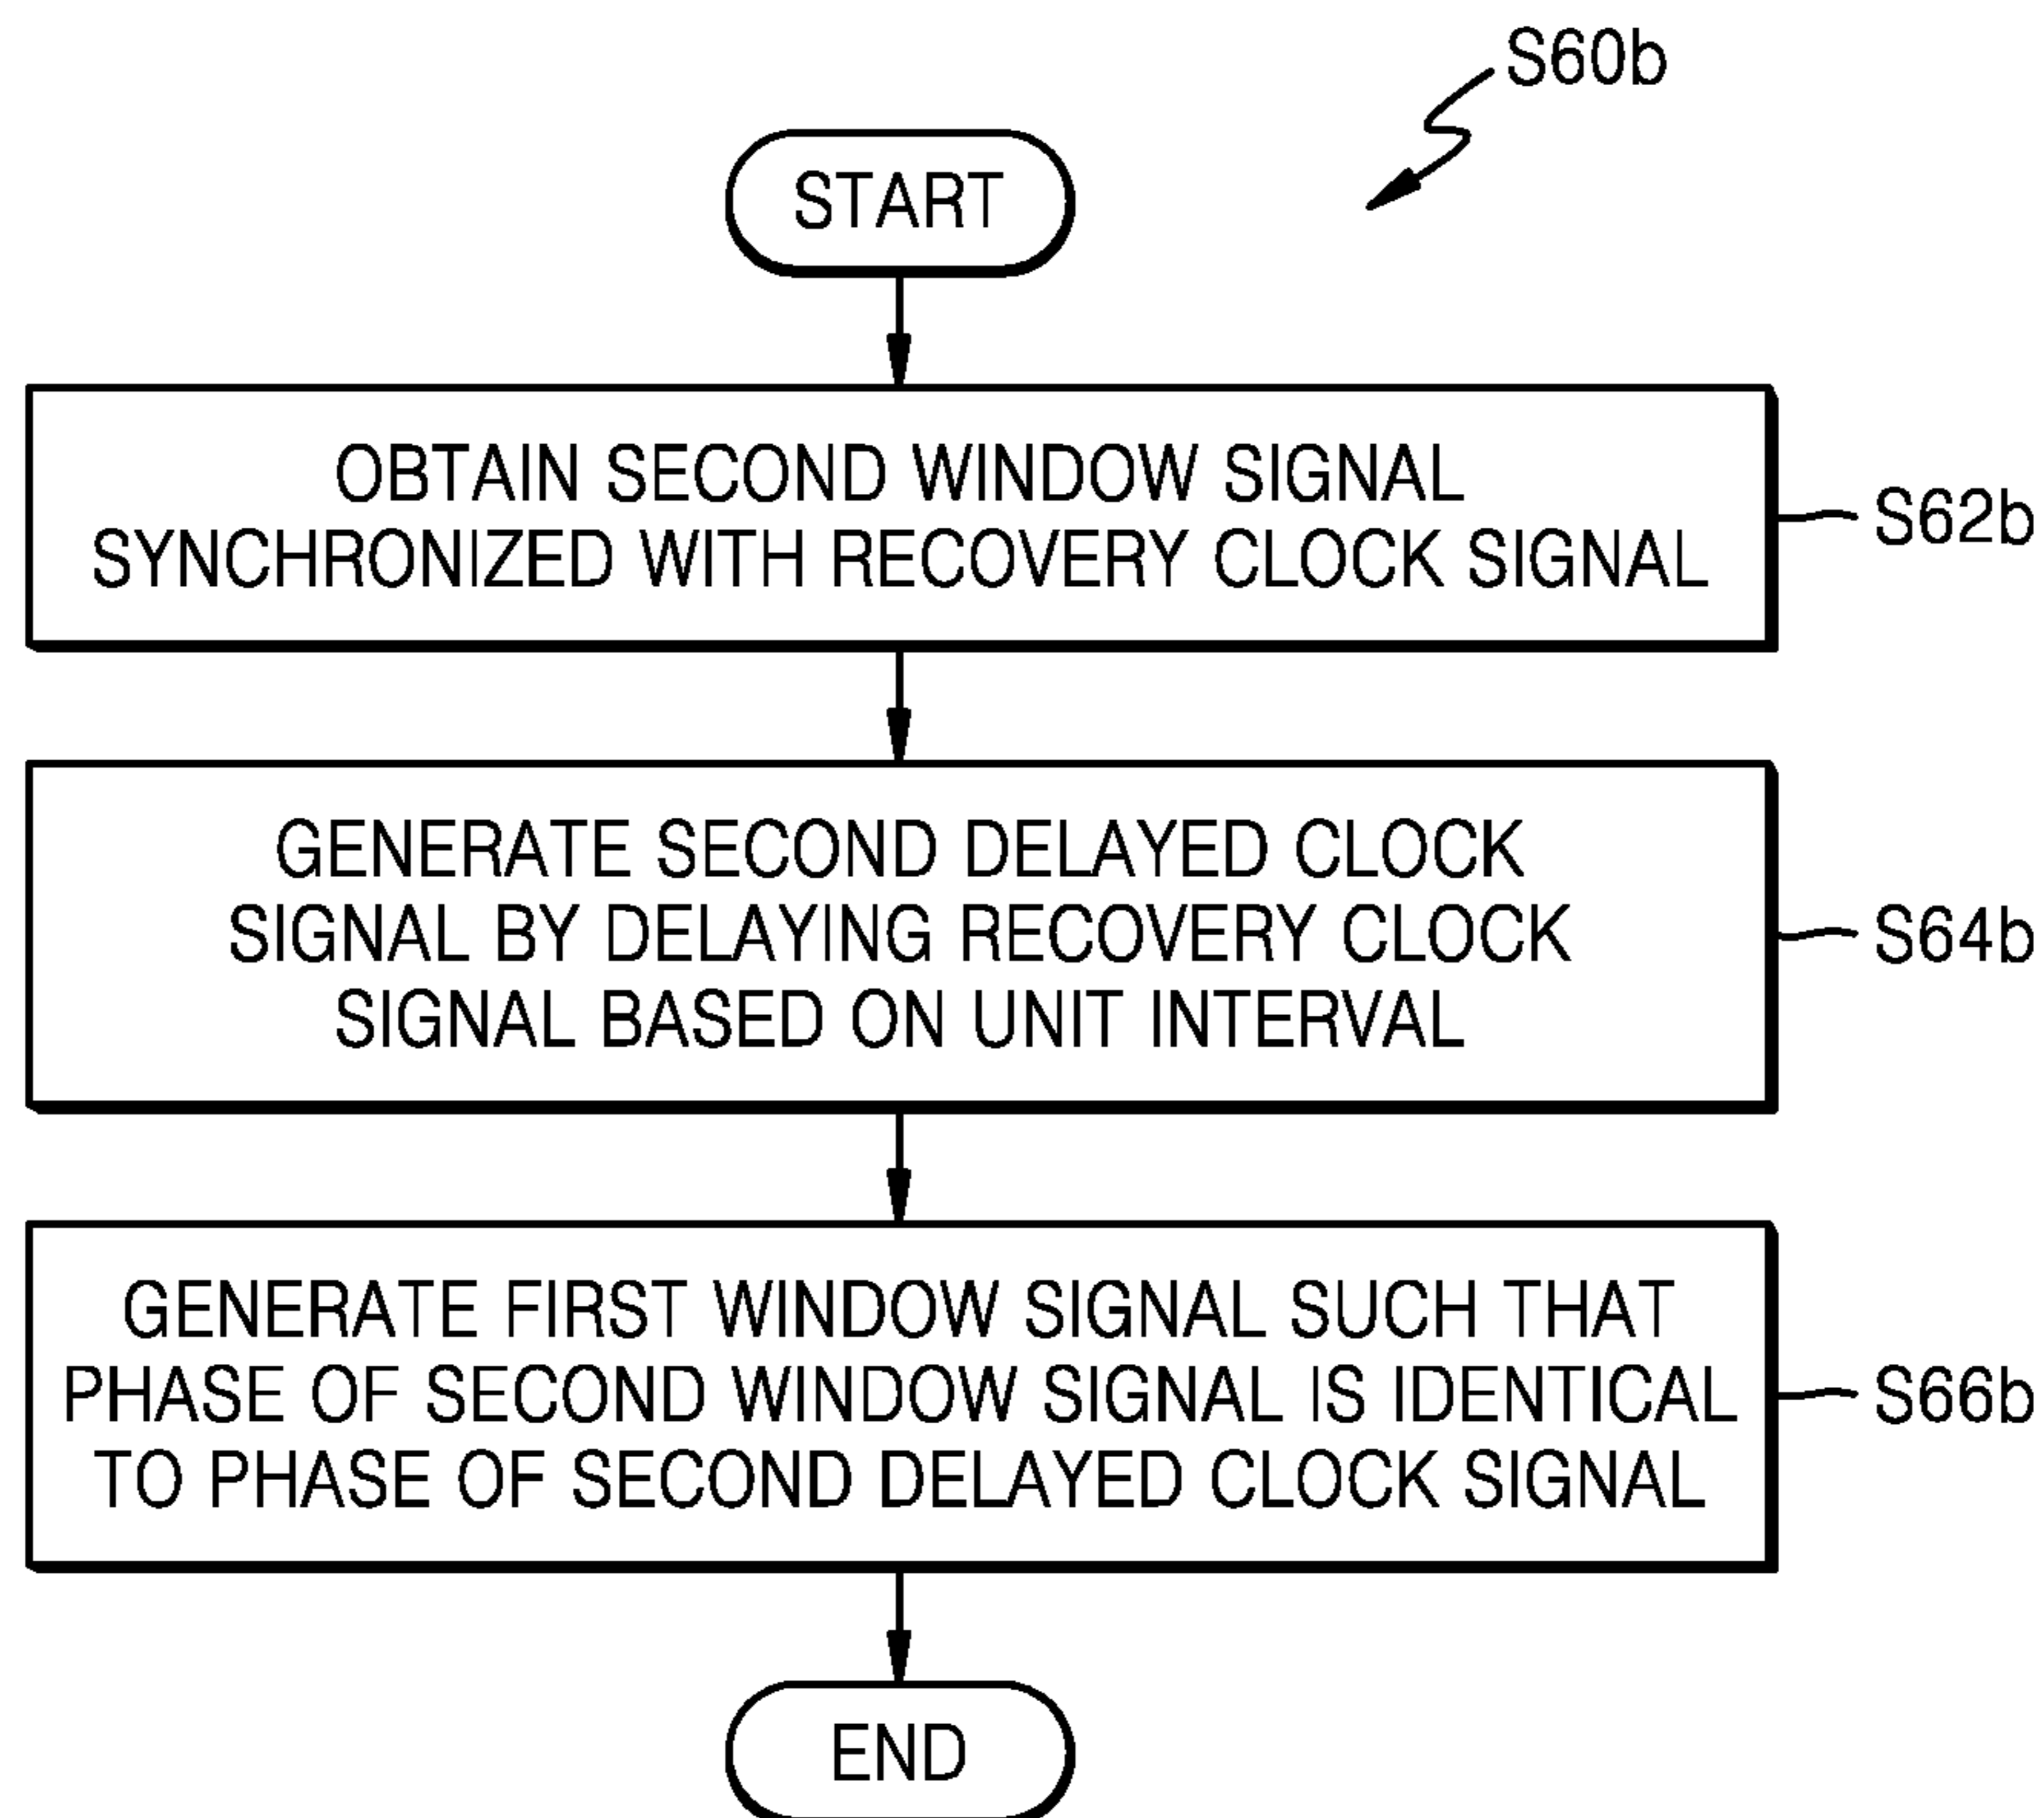 S60b
START
OBTAIN SECOND WINDOW SIGNAL
SYNCHRONIZED WITH RECOVERY CLOCK SIGNAL
S62b
GENERATE SECOND DELAYED CLOCK
SIGNAL BY DELAYING RECOVERY CLOCK
SIGNAL BASED ON UNIT INTERVAL
S64b
GENERATE FIRST WINDOW SIGNAL SUCH THAT
PHASE OF SECOND WINDOW SIGNAL IS IDENTICAL
TO PHASE OF SECOND DELAYED CLOCK SIGNAL
S66b
END